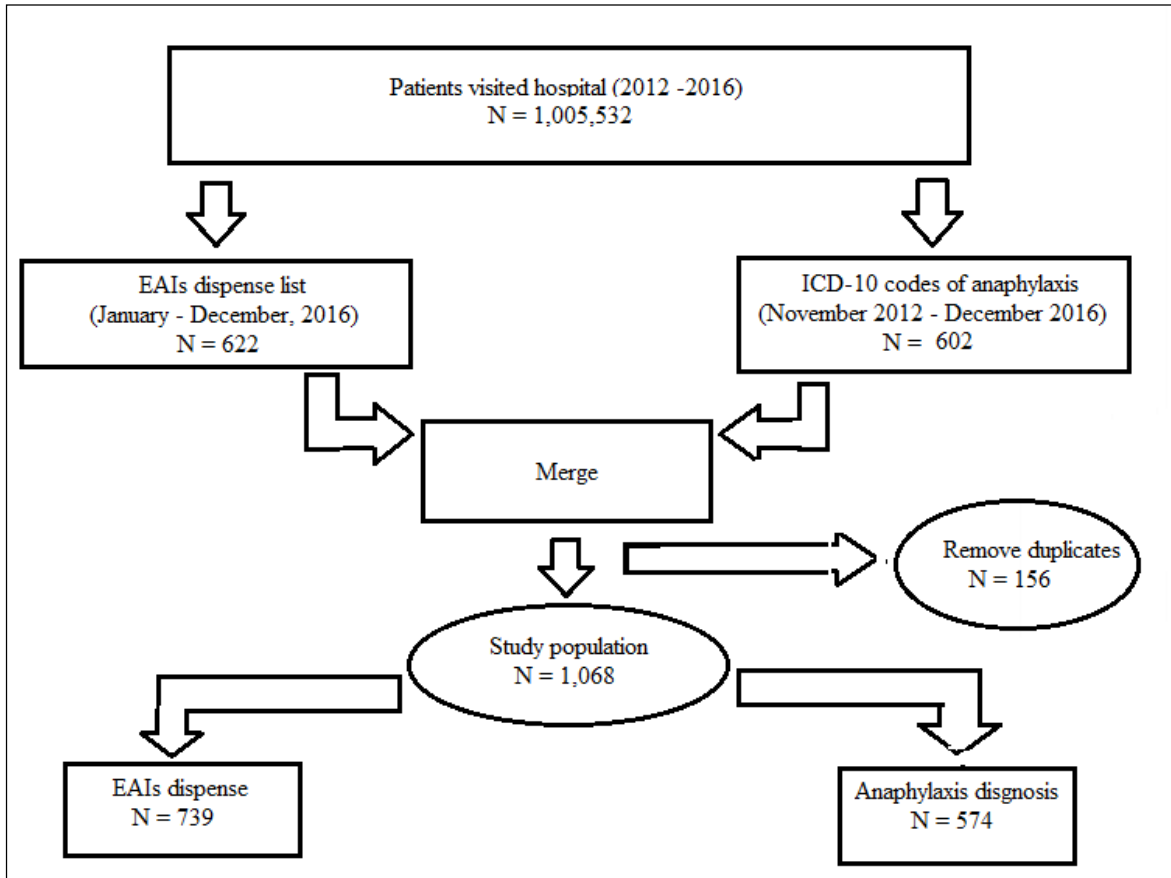 Patients visited hospital (2012 -2016)
N = 1,005,532
EAIs dispense list
(January - December, 2016)
N = 622
ICD-10 codes of anaphylaxis
(November 2012 - December 2016)
N = 602
Merge
Remove duplicates
N = 156
Study population
N = 1,068
EAIs dispense
N = 739
Anaphylaxis disgnosis
N = 574